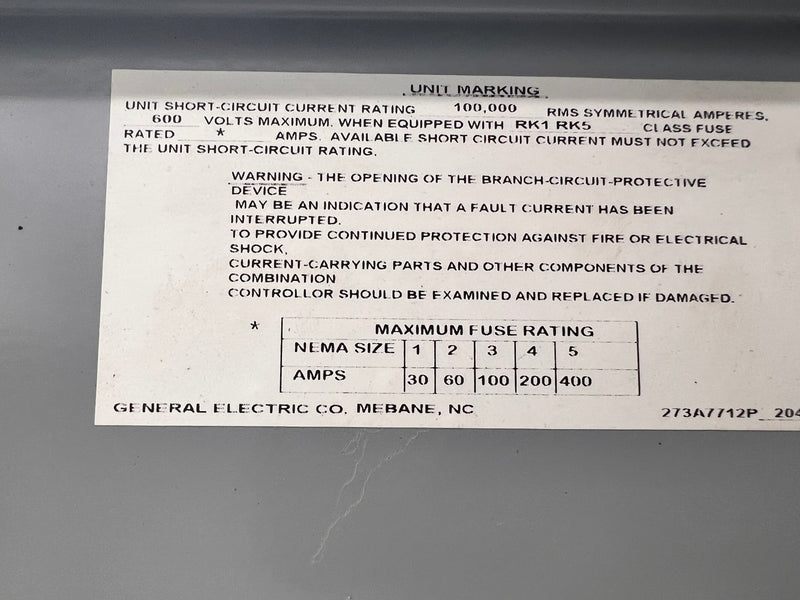 UNIT MARKING
UNIT SHORT-CIRCUIT CURRENT RATING 100,000 RMS SYMMETRICAL AMPERES,
600 VOLTS MAXIMUM. WHEN EQUIPPED WITH RK1 RK5 CLASS FUSE
RATED * AMPS. AVAILABLE SHORT CIRCUIT CURRENT MUST NOT EXCEED
THE UNIT SHORT-CIRCUIT RATING.
WARNING - THE OPENING OF THE BRANCH-CIRCUIT-PROTECTIVE
DEVICE
MAY BE AN INDICATION THAT A FAULT CURRENT HAS BEEN
INTERRUPTED.
TO PROVIDE CONTINUED PROTECTION AGAINST FIRE OR ELECTRICAL
SHOCK,
CURRENT-CARRYING PARTS AND OTHER COMPONENTS OF THE
COMBINATION
CONTROLLOR SHOULD BE EXAMINED AND REPLACED IF DAMAGED.
* MAXIMUM FUSE RATING
NEMA SIZE 1 2 3 4 5
AMPS 30 60 100 200 400
GENERAL ELECTRIC CO. MEBANE, NC 273A7712P 204